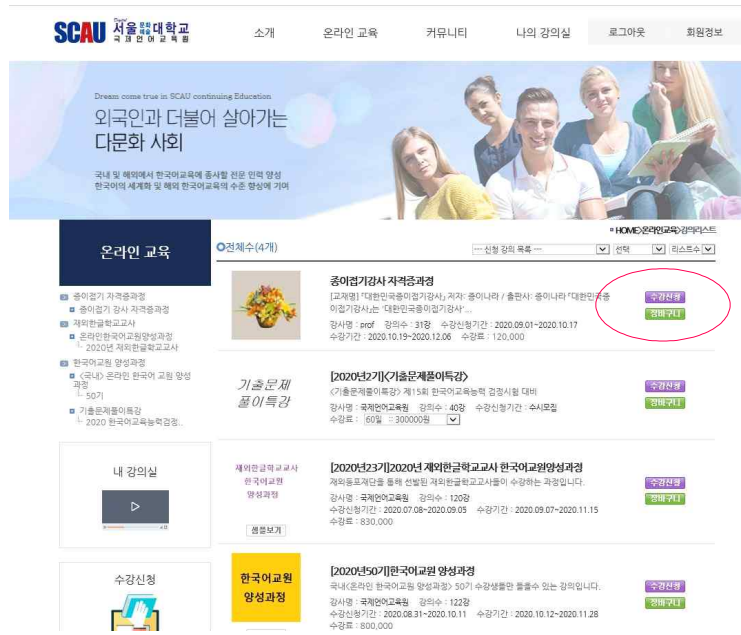 SCAU 서울문화예술대학교
국제언어교육원
소개 온라인 교육 커뮤니티 나의 강의실 로그아웃 회원정보
Dream come true in SCAU continuing Education
외국인과 더불어 살아가는
다문화 사회
국내 및 해외에서 한국어교육에 종사할 전문 인력 양성
한국어의 세계화 및 해외 한국어교육의 수준 향상에 기여
HOME>온라인교육>강의리스트
온라인 교육
전체수(4개)
--- 신청 강의 목록 --- 선택 리스트수
종이접기 자격증과정
종이접기 강사 자격증과정
재외한글학교교사
온라인한국어교원양성과정
2020년 재외한글학교교사
한국어교원 양성과정
<국내> 온라인 한국어 교원 양성
과정
50기
기출문제풀이특강
2020 한국어교육능력검정..
내 강의실
수강신청
종이접기강사 자격증과정
[교재명] 「대한민국종이접기강사」 저자: 종이나라 / 출판사: 종이나라 「대한민국종
이접기강사」는 '대한민국종이접기강사'...
강사명 : prof 강의수 : 31강 수강신청기간 : 2020.09.01~2020.10.17
수강기간 : 2020.10.19~2020.12.06 수강료 : 120,000
수강신청
장바구니
기출문제
풀이특강
[2020년2기]<기출문제풀이특강>
<기출문제풀이특강> 제15회 한국어교육능력 검정시험 대비
강사명 : 국제언어교육원 강의수 : 40강 수강신청기간 : 수시모집
수강료 : 60일 :: 300000원
수강신청
장바구니
재외한글학교교사
한국어교원
양성과정
샘플보기
[2020년23기]2020년 재외한글학교교사 한국어교원양성과정
재외동포재단을 통해 선발된 재외한글학교교사들이 수강하는 과정입니다.
강사명 : 국제언어교육원 강의수 : 120강
수강신청기간 : 2020.07.08~2020.09.05 수강기간 : 2020.09.07~2020.11.15
수강료 : 830,000
수강신청
장바구니
한국어교원
양성과정
[2020년50기]한국어교원 양성과정
국내<온라인 한국어교원 양성과정> 50기 수강생들만 들을수 있는 강의입니다.
강사명 : 국제언어교육원 강의수 : 122강
수강신청기간 : 2020.08.31~2020.10.11 수강기간 : 2020.10.12~2020.11.28
수강료 : 800,000
수강신청
장바구니